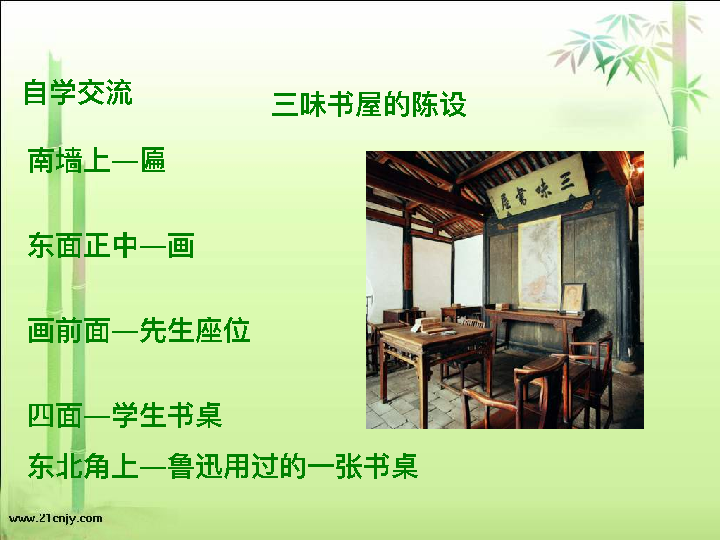 自学交流
三味书屋的陈设
南墙上—匾
东面正中—画
画前面—先生座位
四面—学生书桌
东北角上—鲁迅用过的一张书桌
三味書屋
www.21cnjy.com